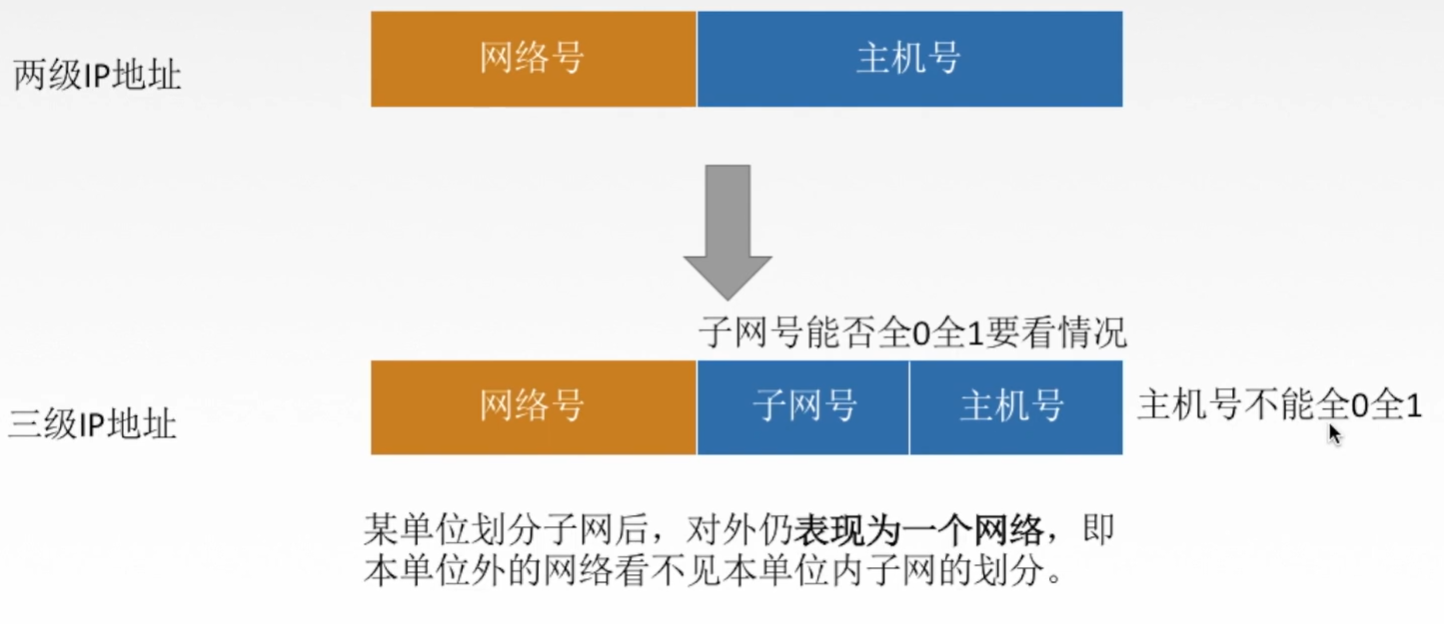 两级IP地址
网络号
主机号
子网号能否全0全1要看情况
三级IP地址
网络号
子网号
主机号
主机号不能全0全1
某单位划分子网后，对外仍表现为一个网络，即
本单位外的网络看不见本单位内子网的划分。